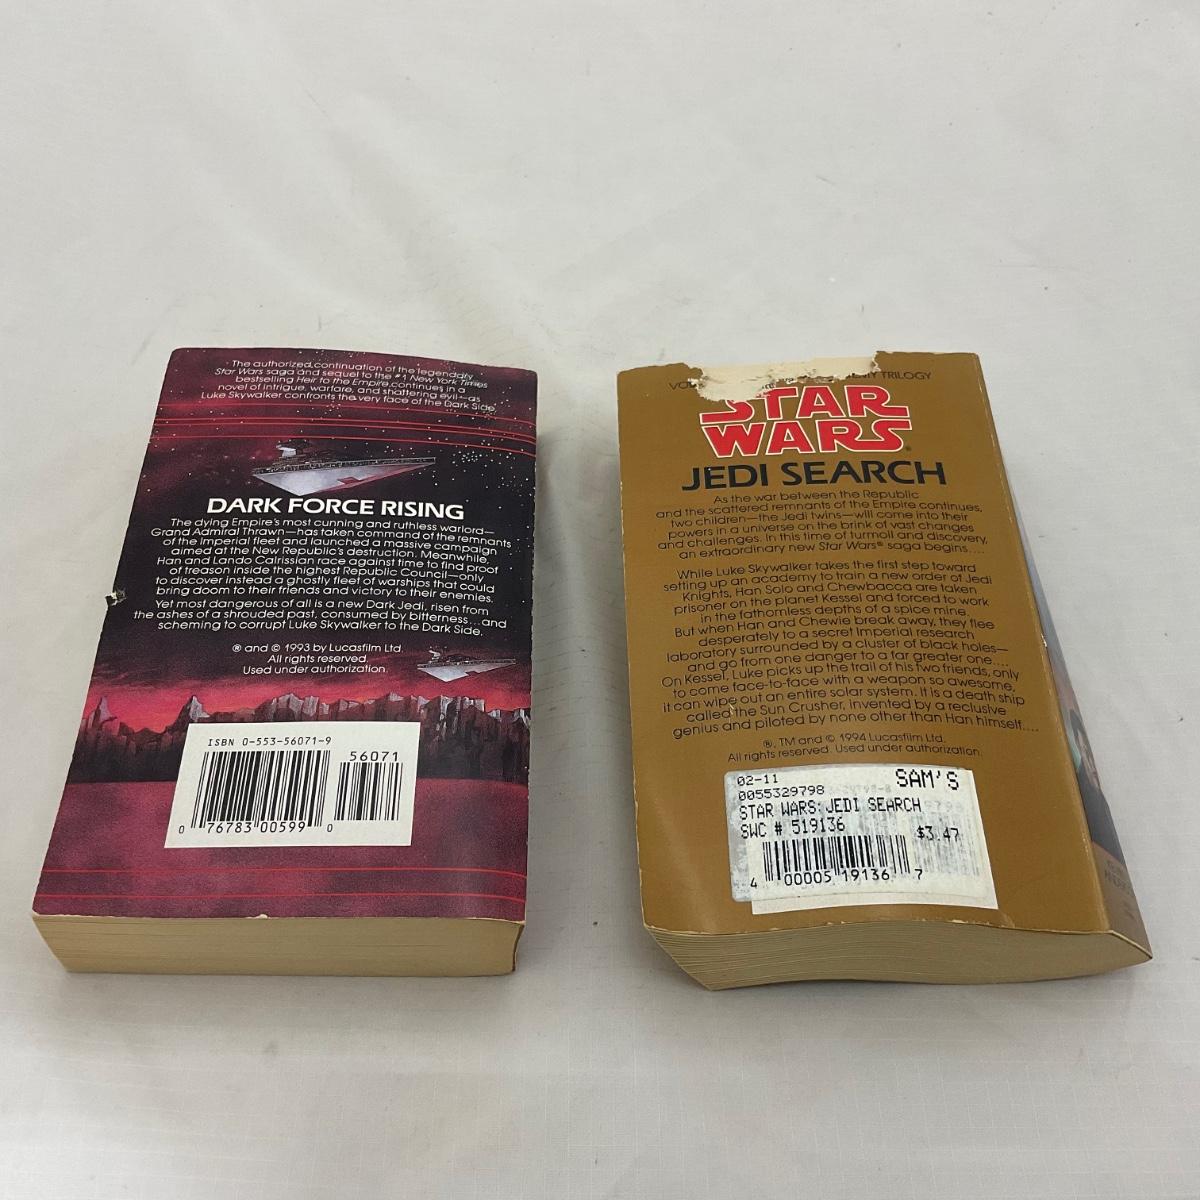 The authorized continuation of the legendary
Star Wars saga and sequel to the #1 New York Times
bestselling Heir to the Empire continues in a
novel of intrigue, warfare, and shattering evil—as
Luke Skywalker confronts the very face of the Dark Side.
DARK FORCE RISING
The dying Empire's most cunning and ruthless warlord—
Grand Admiral Thrawn—has taken command of the remnants
of the Imperial fleet and launched a massive campaign
aimed at the New Republic's destruction. Meanwhile,
Han and Lando Calrissian race against time to find proof
of treason inside the highest Republic Council—only
to discover instead a ghostly fleet of warships that could
bring doom to their friends and victory to their enemies.
Yet most dangerous of all is a new Dark Jedi, risen from
the ashes of a shrouded past, consumed by bitterness...and
scheming to corrupt Luke Skywalker to the Dark Side.
® and © 1993 by Lucasfilm Ltd.
All rights reserved.
Used under authorization.
ISBN 0-553-56071-9
56071
0 76783 00599 0
TRILOGY
STAR
WARS®
JEDI SEARCH
As the war between the Republic
and the scattered remnants of the Empire continues,
two children—the Jedi twins—will come into their
powers in a universe on the brink of vast changes
and challenges. In this time of turmoil and discovery,
an extraordinary new Star Wars® saga begins....
While Luke Skywalker takes the first step toward
setting up an academy to train a new order of Jedi
Knights, Han Solo and Chewbacca are taken
prisoner on the planet Kessel and forced to work
in the fathomless depths of a spice mine.
But when Han and Chewie break away, they flee
desperately to a secret Imperial research
laboratory surrounded by a cluster of black holes—
and go from one danger to a far greater one....
On Kessel, Luke picks up the trail of his two friends, only
to come face-to-face with a weapon so awesome,
it can wipe out an entire solar system. It is a death ship
called the Sun Crusher, invented by a reclusive
genius and piloted by none other than Han himself....
®, TM and © 1994 Lucasfilm Ltd.
All rights reserved. Used under authorization.
02-11 SAM'S
0055329798
STAR WARS:JEDI SEARCH
SWC # 519136 $3.47
4 00005 19136 7